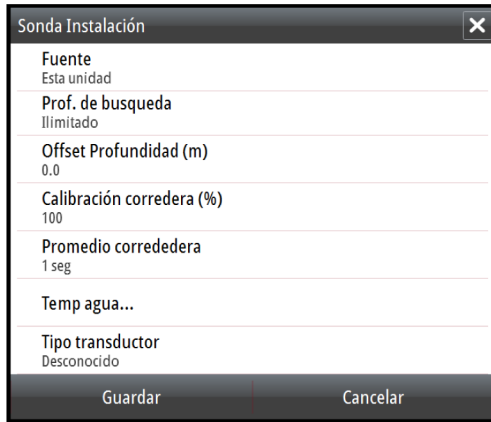 Sonda Instalación
Fuente
Esta unidad
Prof. de busqueda
Ilimitado
Offset Profundidad (m)
0.0
Calibración corredera (%)
100
Promedio corrededera
1 seg
Temp agua...
Tipo transductor
Desconocido
Guardar Cancelar